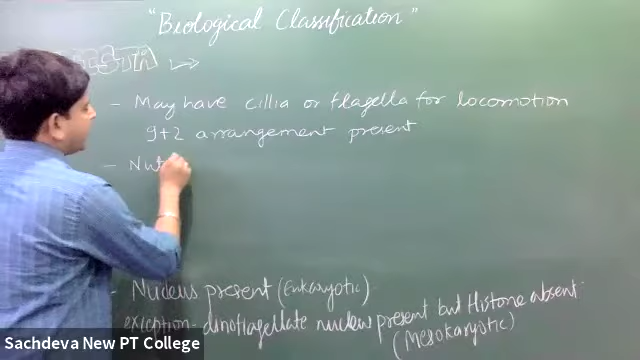 "Biological Classification"
- May have cillia or flagella for locomotion
9+2 arrangement present
- Nut
- Nucleus present (Eukaryotic)
exception - dinoflagellate nucleus present but Histone absent
(Mesokaryotic)
Sachdeva New PT College